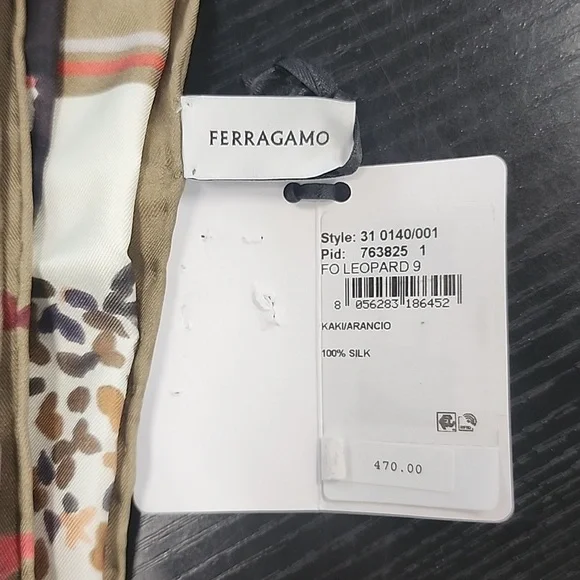 FERRAGAMO
Style: 31 0140/001
Pid: 763825 1
FO LEOPARD 9
8 056283 186452
KAKI/ARANCIO
100% SILK
470.00